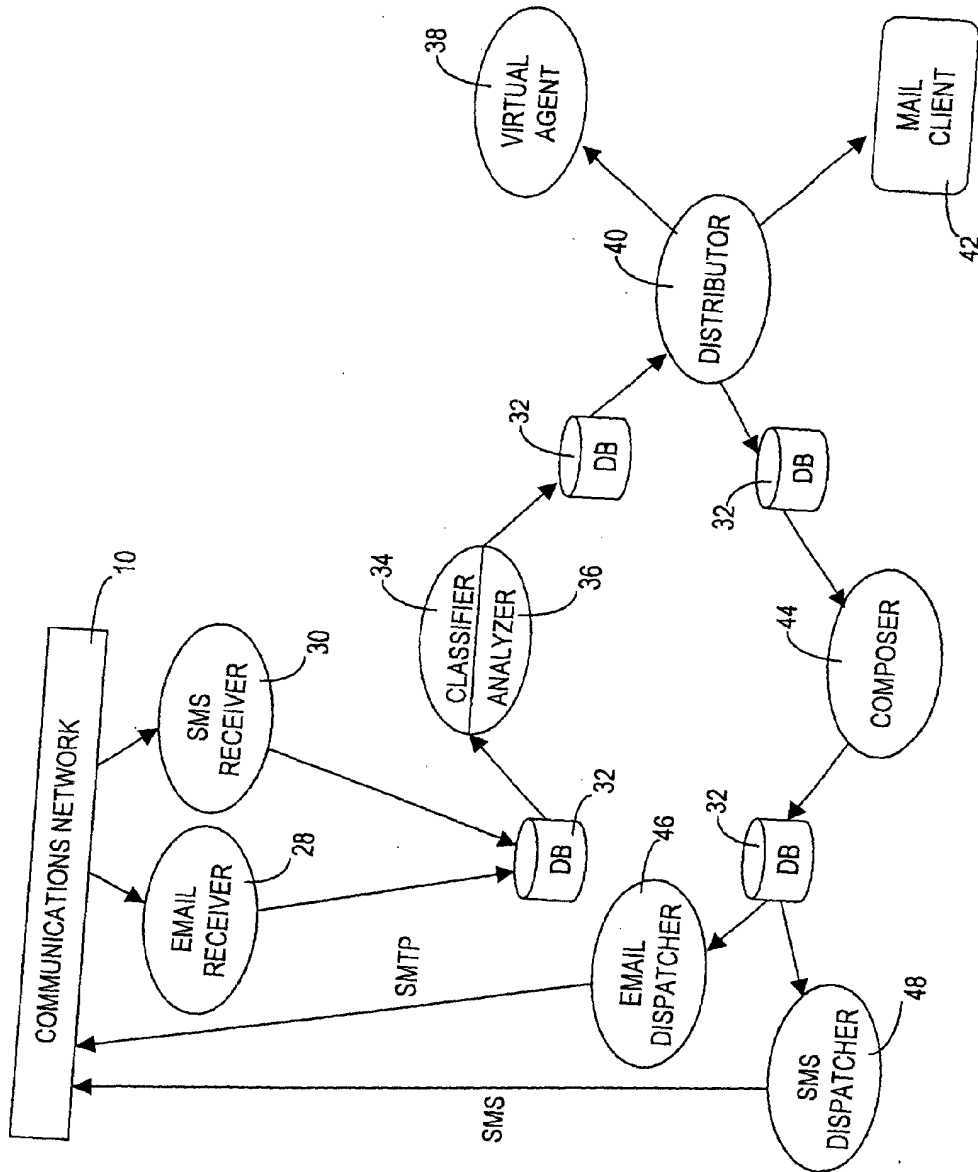 COMMUNICATIONS NETWORK
10
EMAIL
RECEIVER
28
SMS
RECEIVER
30
SMTP
SMS
DB
32
CLASSIFIER
34
ANALYZER
36
DB
32
DISTRIBUTOR
40
VIRTUAL
AGENT
38
MAIL
CLIENT
42
DB
32
COMPOSER
44
DB
32
EMAIL
DISPATCHER
46
SMS
DISPATCHER
48